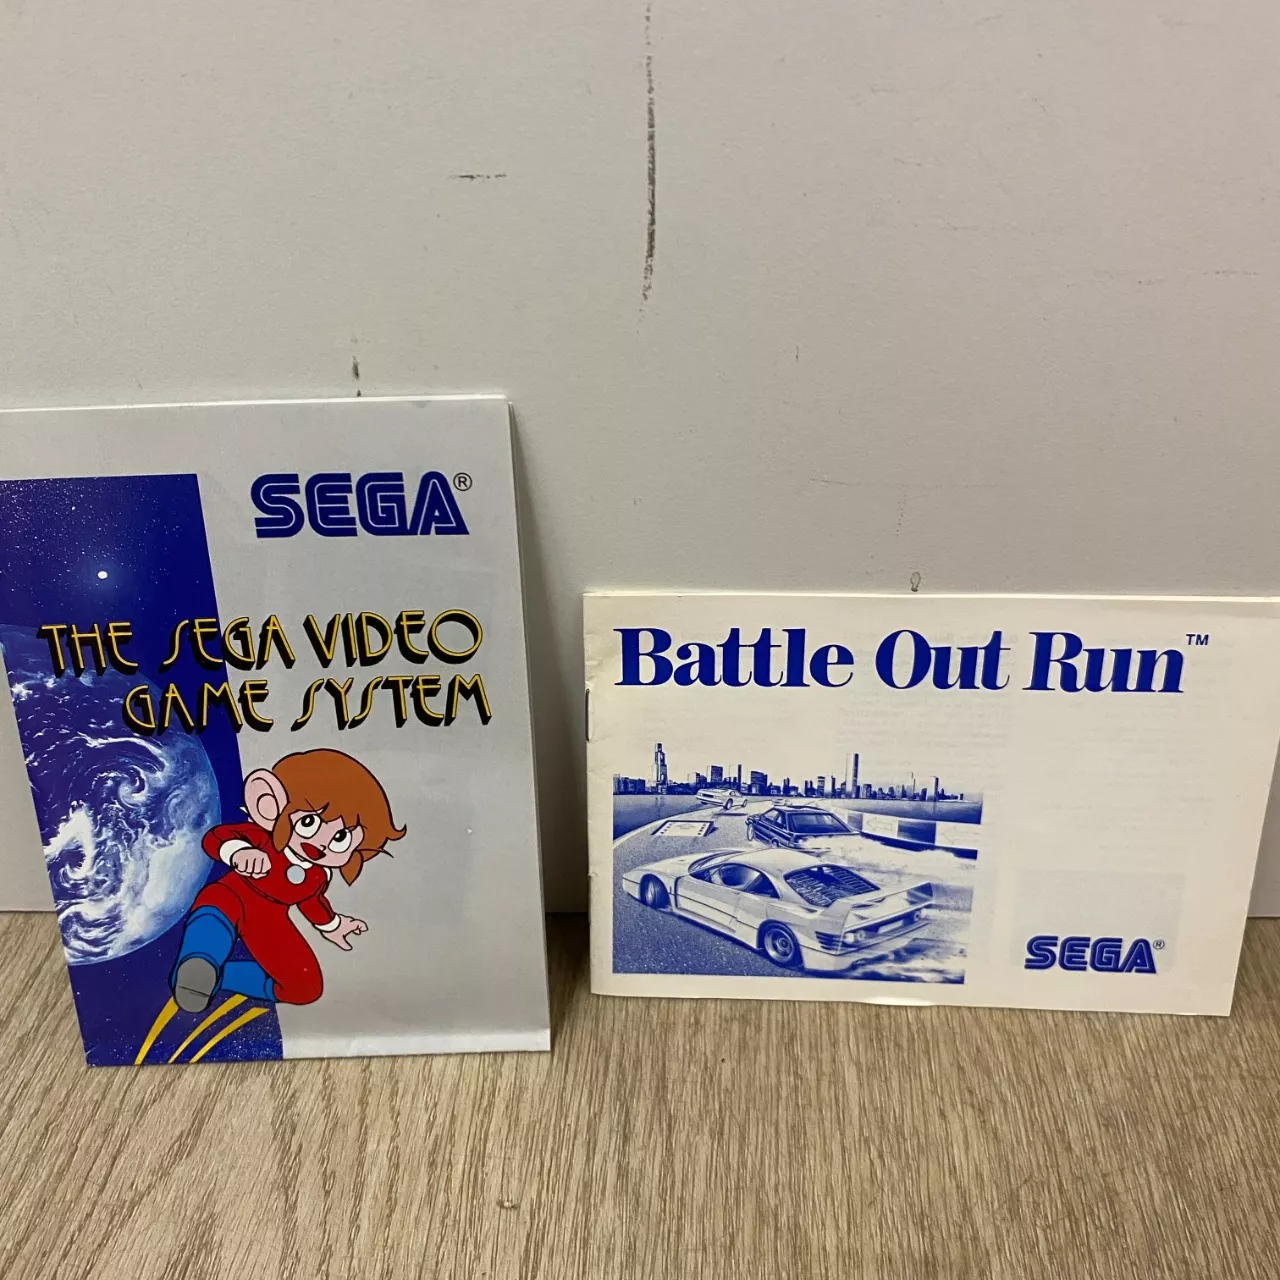 SEGA®
THE SEGA VIDEO
GAME SYSTEM
Battle Out Run™
SEGA®